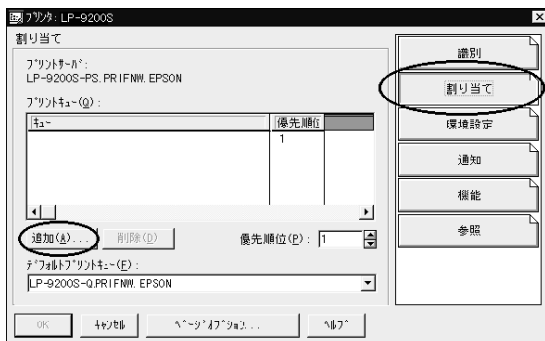 ﾌﾟﾘﾝﾀ: LP-9200S
割り当て
ﾌﾟﾘﾝﾄｻｰﾊﾞ:
LP-9200S-PS.PRIFNW.EPSON
ﾌﾟﾘﾝﾄｷｭｰ(Q):
ｷｭｰ 優先順位
1
追加(A)... 削除(D) 優先順位(P): 1
ﾃﾞﾌｫﾙﾄﾌﾟﾘﾝﾄｷｭｰ(F):
LP-9200S-Q.PRIFNW.EPSON
OK ｷｬﾝｾﾙ ﾍﾟｰｼﾞｵﾌﾟｼｮﾝ... ﾍﾙﾌﾟ
識別
割り当て
環境設定
通知
機能
参照